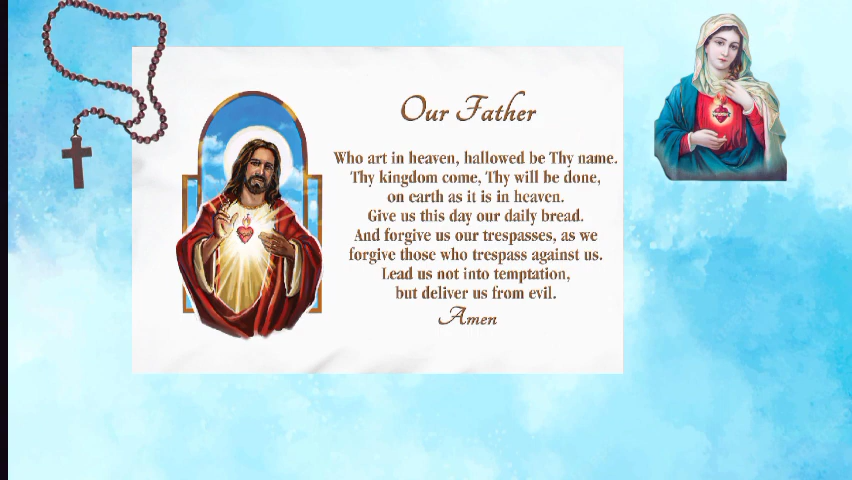 Our Father
Who art in heaven, hallowed be Thy name.
Thy kingdom come, Thy will be done,
on earth as it is in heaven.
Give us this day our daily bread.
And forgive us our trespasses, as we
forgive those who trespass against us.
Lead us not into temptation,
but deliver us from evil.
Amen